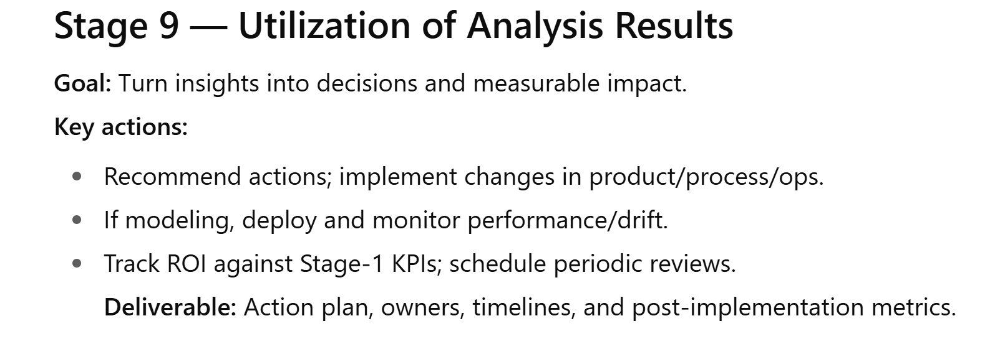 Stage 9 — Utilization of Analysis Results
Goal: Turn insights into decisions and measurable impact.
Key actions:
• Recommend actions; implement changes in product/process/ops.
• If modeling, deploy and monitor performance/drift.
• Track ROI against Stage-1 KPIs; schedule periodic reviews.
Deliverable: Action plan, owners, timelines, and post-implementation metrics.